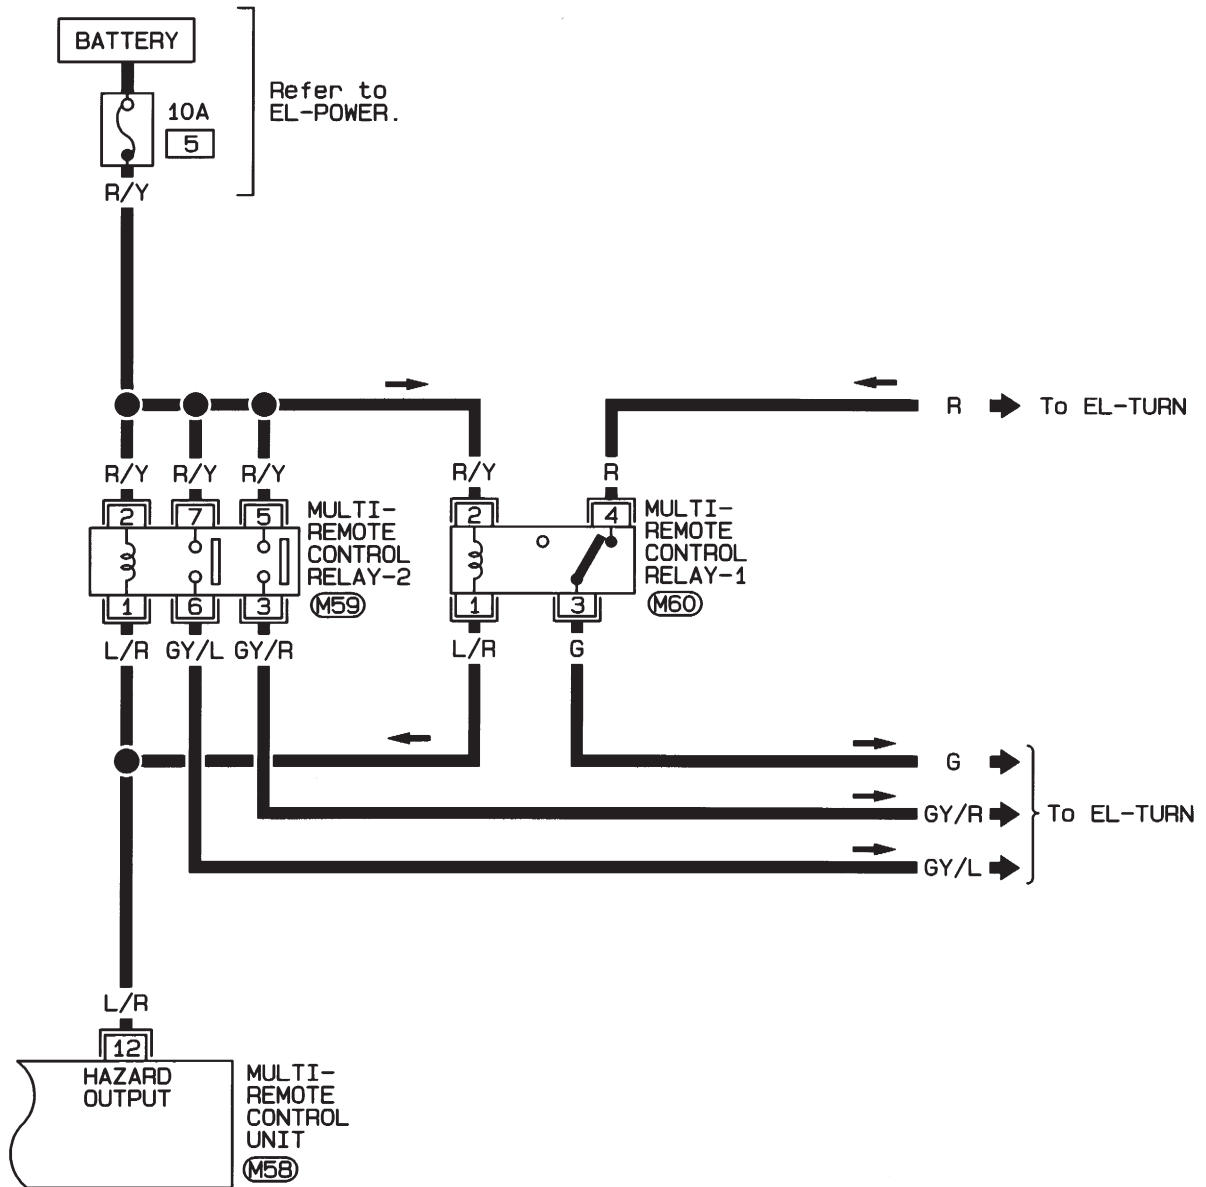 BATTERY
10A
5
Refer to
EL-POWER.
R/Y
R To EL-TURN
R/Y R/Y R/Y R/Y R
2 7 5
MULTI-
REMOTE
CONTROL
RELAY-2
M59
1 6 3
2 4
MULTI-
REMOTE
CONTROL
RELAY-1
M60
1 3
L/R GY/L GY/R L/R G
G
GY/R To EL-TURN
GY/L
L/R
12
HAZARD
OUTPUT
MULTI-
REMOTE
CONTROL
UNIT
M58